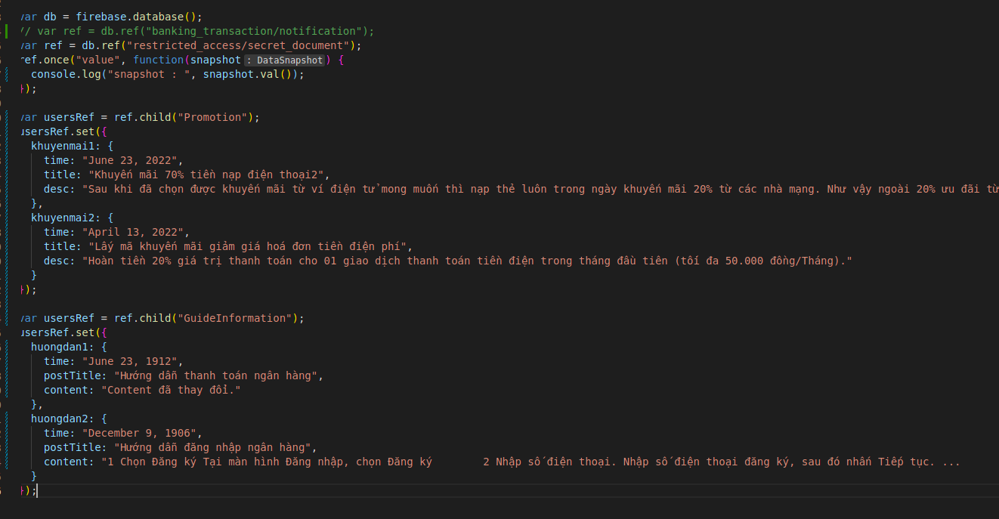 var db = firebase.database();
// var ref = db.ref("banking_transaction/notification");
var ref = db.ref("restricted_access/secret_document");
ref.once("value", function(snapshot: DataSnapshot) {
  console.log("snapshot : ", snapshot.val());
});
var usersRef = ref.child("Promotion");
usersRef.set({
  khuyenmai1: {
    time: "June 23, 2022",
    title: "Khuyến mãi 70% tiền nạp điện thoại2",
    desc: "Sau khi đã chọn được khuyến mãi từ ví điện tử mong muốn thì nạp thẻ luôn trong ngày khuyến mãi 20% từ các nhà mạng. Như vậy ngoài 20% ưu đãi từ
  },
  khuyenmai2: {
    time: "April 13, 2022",
    title: "Lấy mã khuyến mãi giảm giá hoá đơn tiền điện phí",
    desc: "Hoàn tiền 20% giá trị thanh toán cho 01 giao dịch thanh toán tiền điện trong tháng đầu tiên (tối đa 50.000 đồng/Tháng)."
  }
});
var usersRef = ref.child("GuideInformation");
usersRef.set({
  huongdan1: {
    time: "June 23, 1912",
    postTitle: "Hướng dẫn thanh toán ngân hàng",
    content: "Content đã thay đổi."
  },
  huongdan2: {
    time: "December 9, 1906",
    postTitle: "Hướng dẫn đăng nhập ngân hàng",
    content: "1 Chọn Đăng ký Tại màn hình Đăng nhập, chọn Đăng ký        2 Nhập số điện thoại. Nhập số điện thoại đăng ký, sau đó nhấn Tiếp tục. ...
  }
});